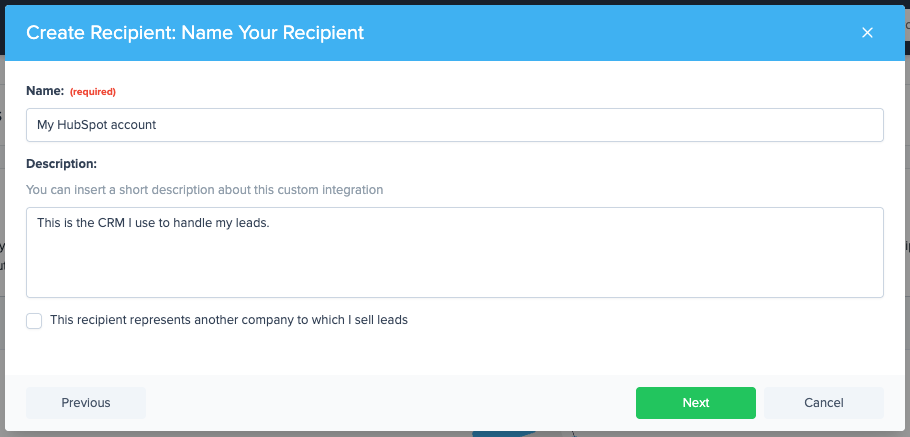 Create Recipient: Name Your Recipient
Name: (required)
My HubSpot account
Description:
You can insert a short description about this custom integration
This is the CRM I use to handle my leads.
This recipient represents another company to which I sell leads
Previous
Next
Cancel